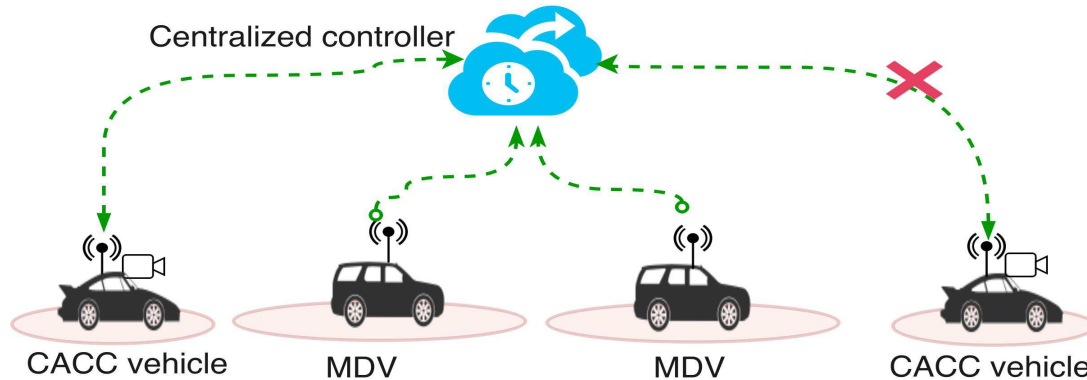 Centralized controller
CACC vehicle
MDV
MDV
CACC vehicle